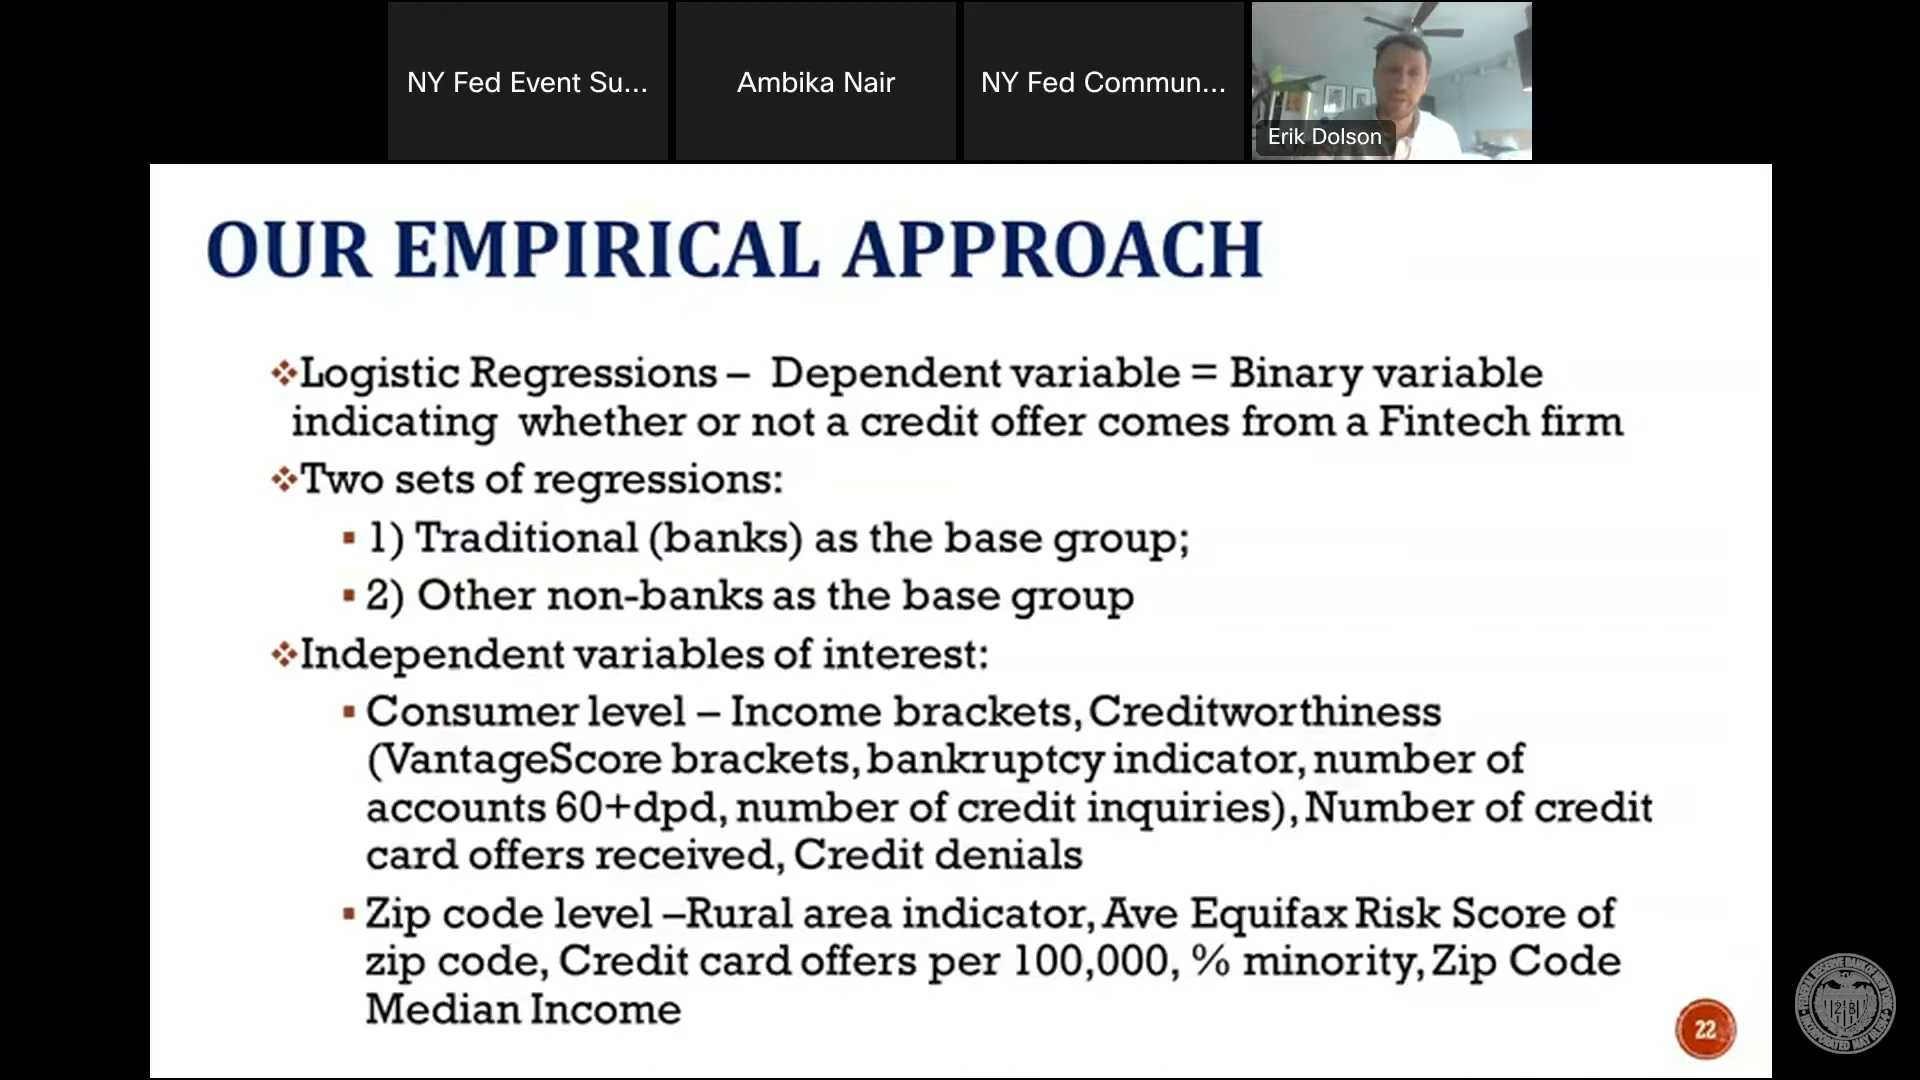 NY Fed Event Su...
Ambika Nair
NY Fed Commun...
Erik Dolson
OUR EMPIRICAL APPROACH
❖Logistic Regressions – Dependent variable = Binary variable
indicating whether or not a credit offer comes from a Fintech firm
❖Two sets of regressions:
▪ 1) Traditional (banks) as the base group;
▪ 2) Other non-banks as the base group
❖Independent variables of interest:
▪ Consumer level – Income brackets, Creditworthiness
(VantageScore brackets, bankruptcy indicator, number of
accounts 60+dpd, number of credit inquiries), Number of credit
card offers received, Credit denials
▪ Zip code level –Rural area indicator, Ave Equifax Risk Score of
zip code, Credit card offers per 100,000, % minority, Zip Code
Median Income
22